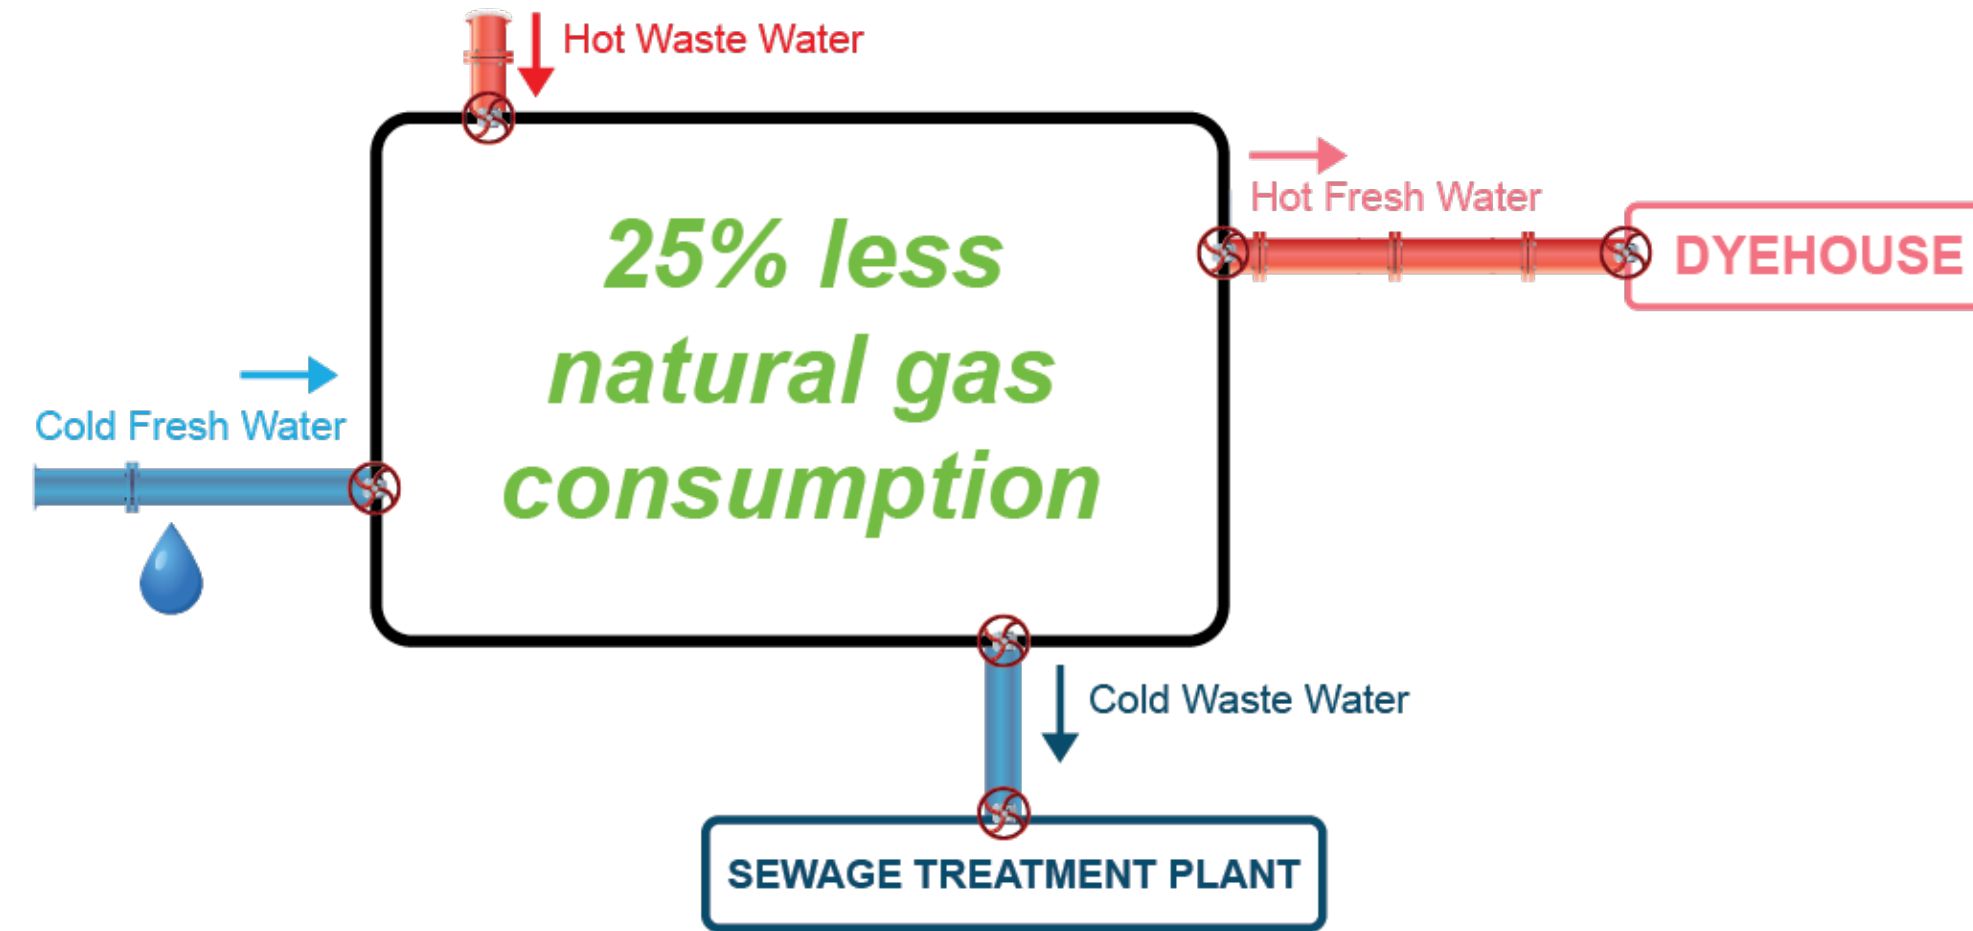 Hot Waste Water
Hot Fresh Water
DYEHOUSE
25% less
natural gas
consumption
Cold Fresh Water
Cold Waste Water
SEWAGE TREATMENT PLANT